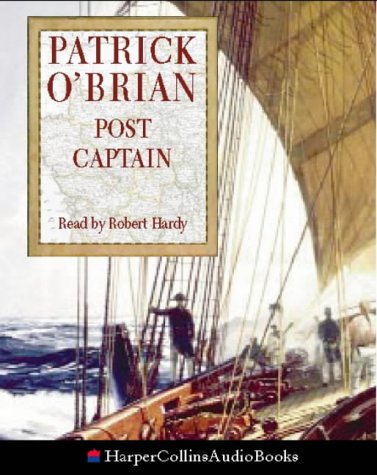 PATRICK
O'BRIAN
POST
CAPTAIN
Read by Robert Hardy
HarperCollinsAudioBooks